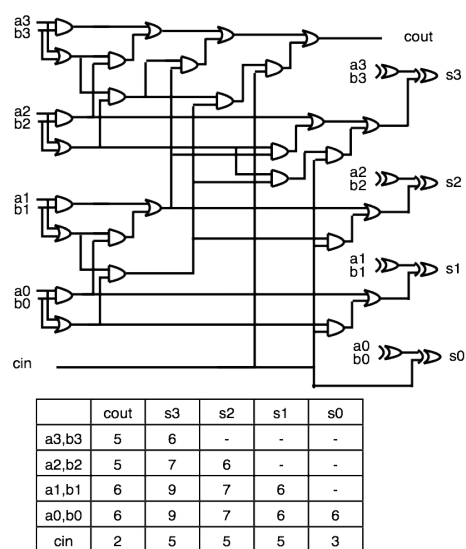 a3
b3
cout
a3
b3
s3
a2
b2
a2
b2
s2
a1
b1
a1
b1
s1
a0
b0
a0
b0
s0
cin
cout s3 s2 s1 s0
a3,b3 5 6 - - -
a2,b2 5 7 6 - -
a1,b1 6 9 7 6 -
a0,b0 6 9 7 6 6
cin 2 5 5 5 3